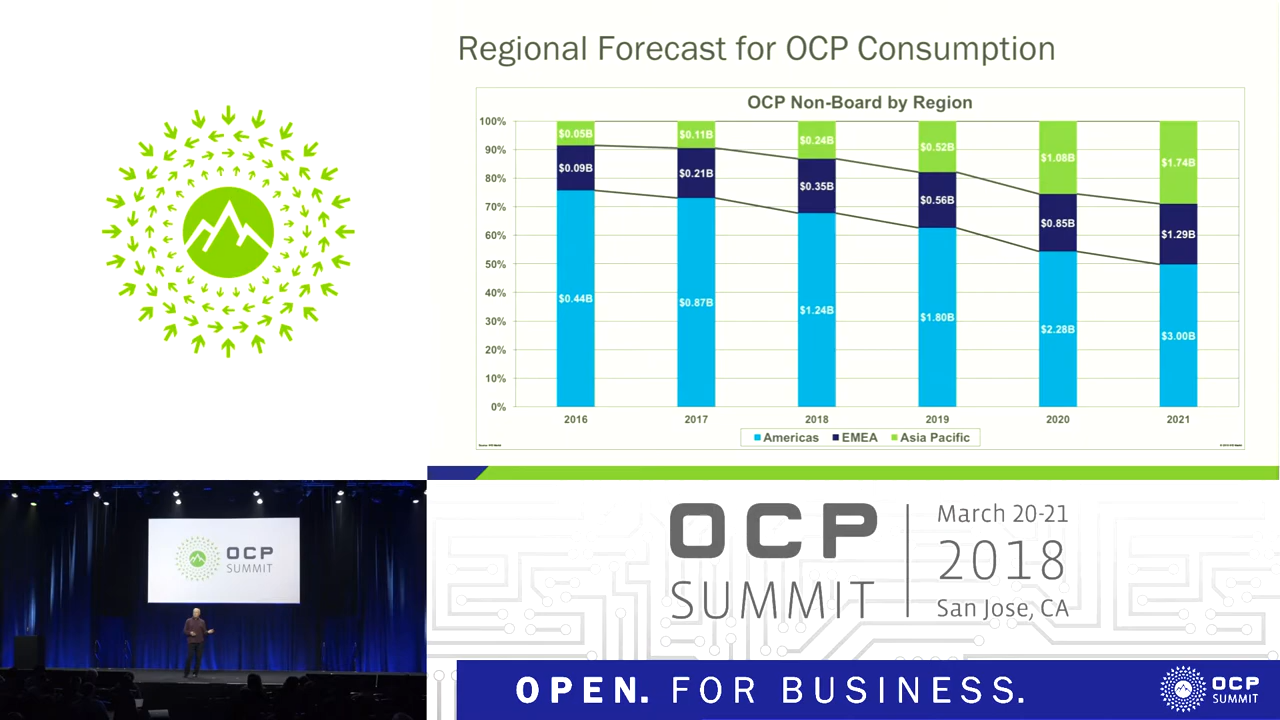 Regional Forecast for OCP Consumption
OCP Non-Board by Region
100%
90%
80%
70%
60%
50%
40%
30%
20%
10%
0%
$0.05B
$0.11B
$0.24B
$0.52B
$1.08B
$1.74B
$0.09B
$0.21B
$0.35B
$0.56B
$0.85B
$1.29B
$0.44B
$0.87B
$1.24B
$1.80B
$2.28B
$3.00B
2016 2017 2018 2019 2020 2021
Americas EMEA Asia Pacific
OCP
SUMMIT
OCP
SUMMIT
March 20-21
2018
San Jose, CA
OPEN. FOR BUSINESS.
OCP
SUMMIT